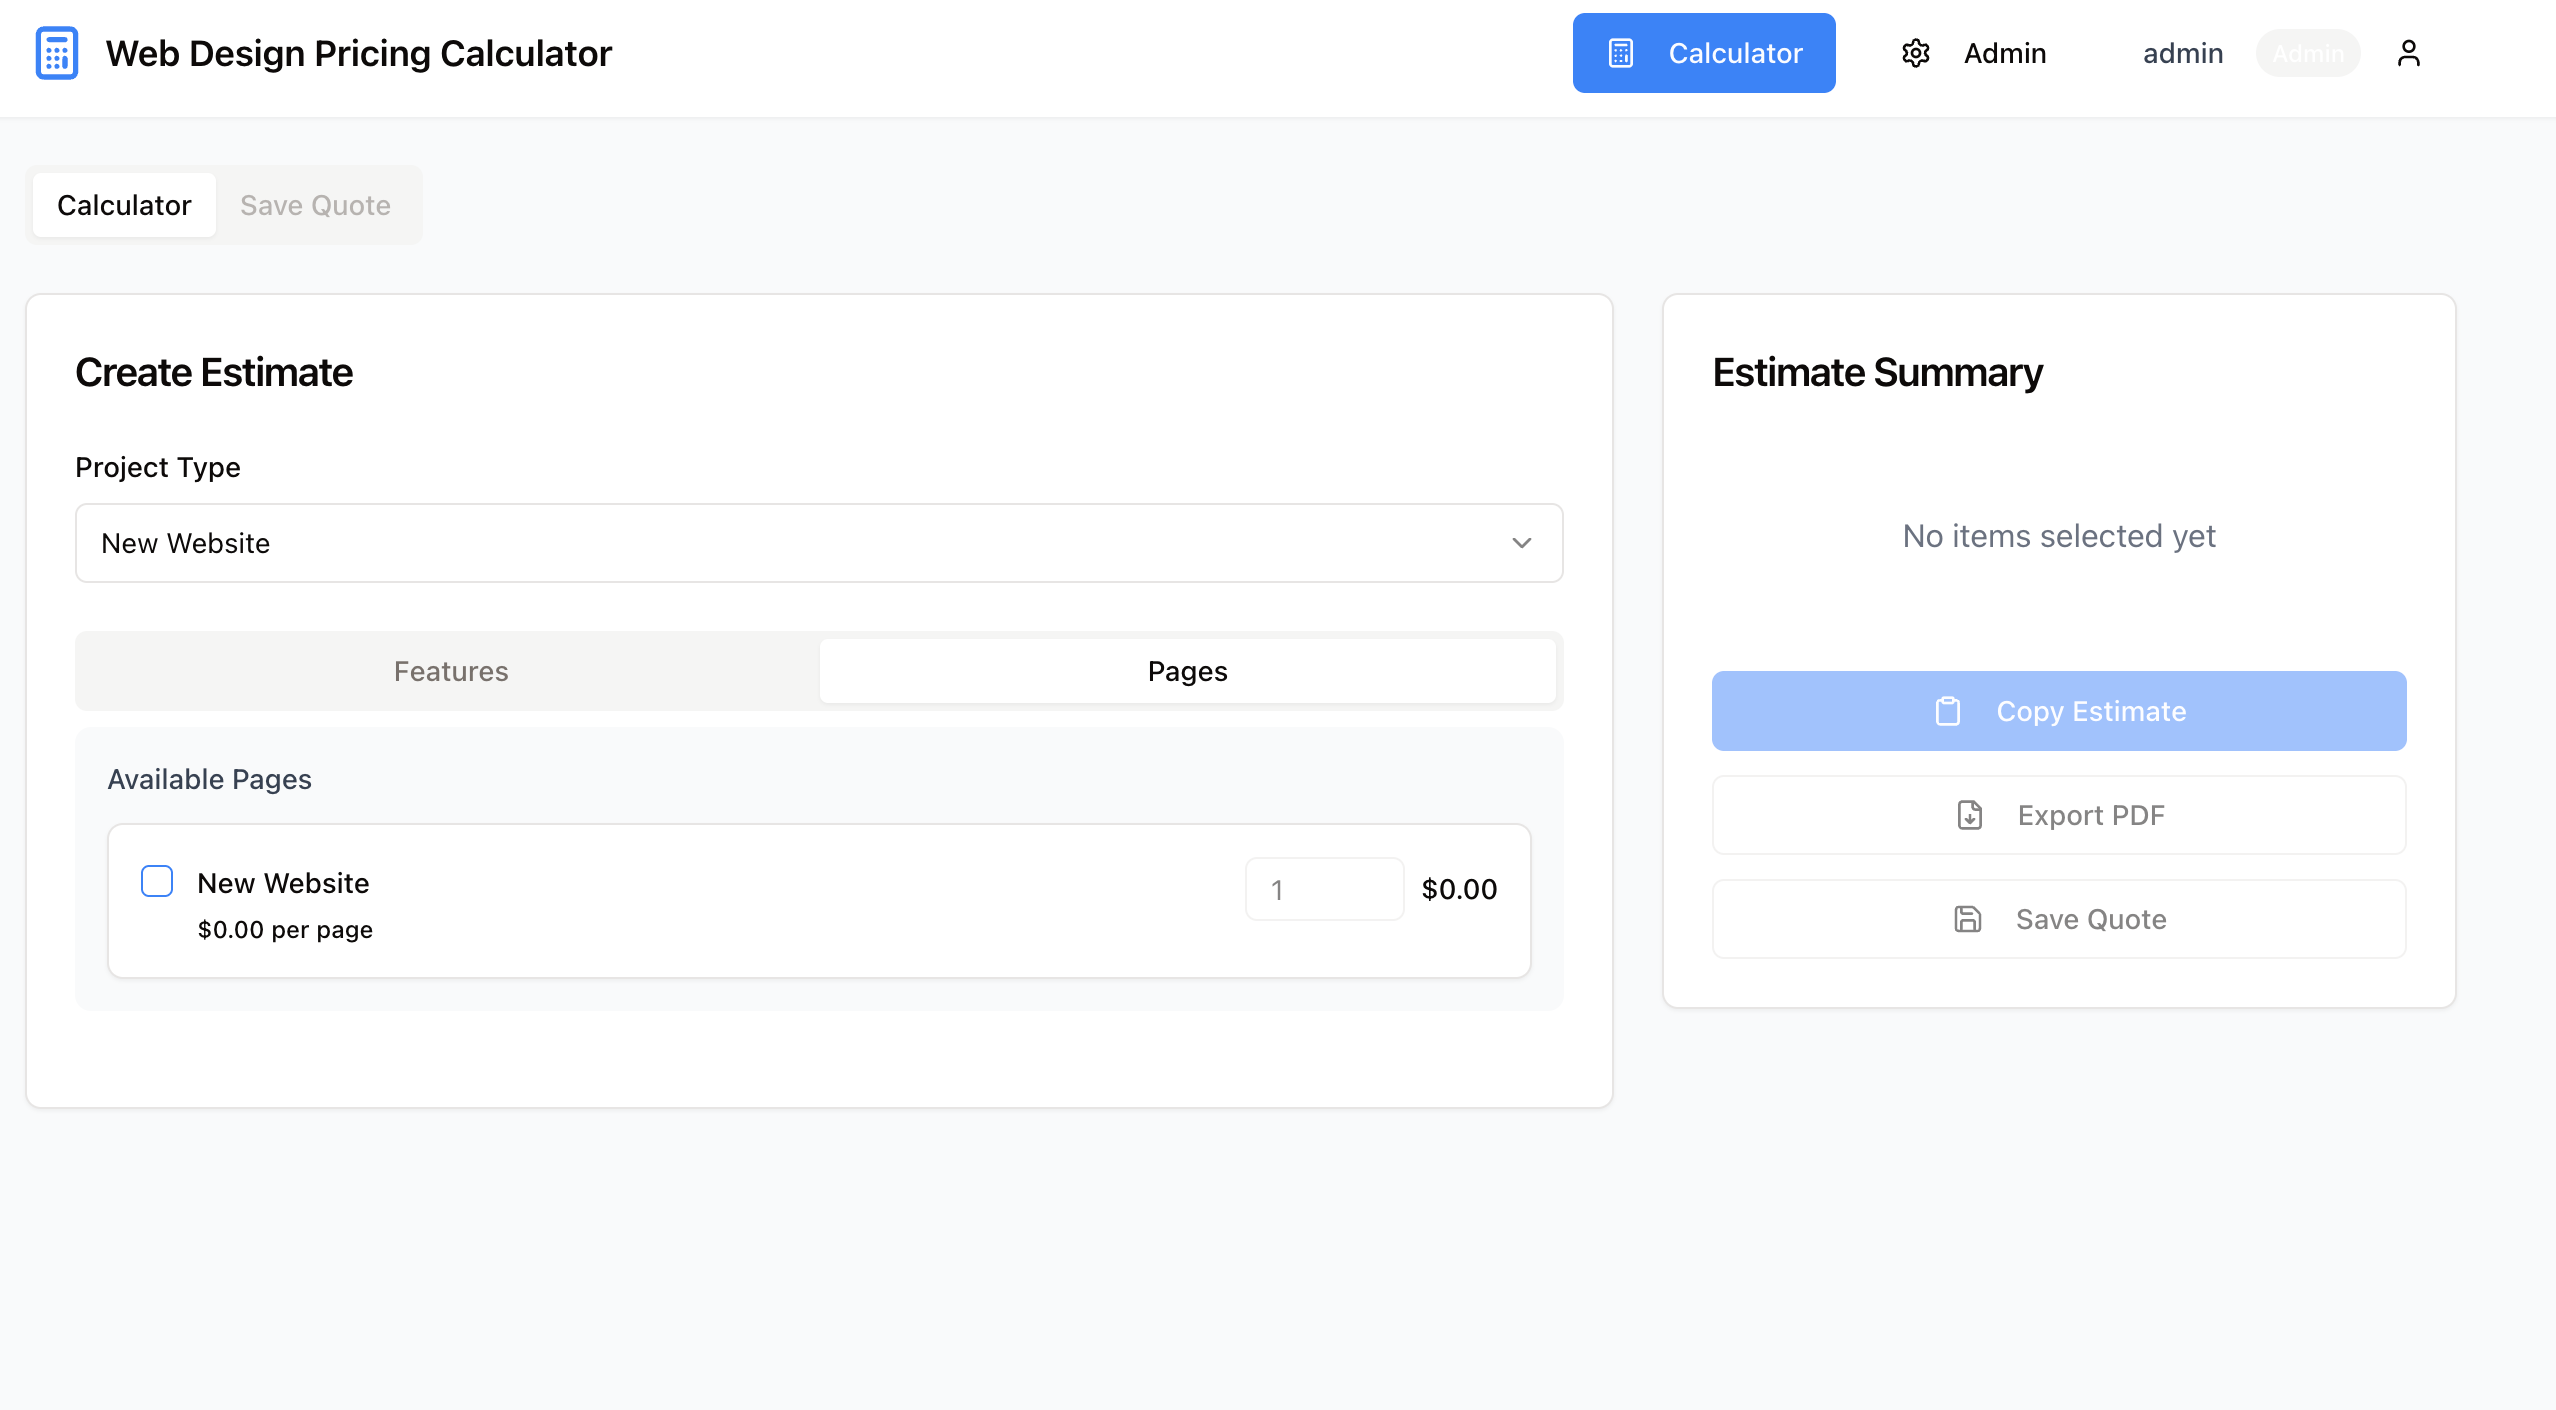 Web Design Pricing Calculator
Calculator
Admin
admin
Admin
Calculator
Save Quote
Create Estimate
Project Type
New Website
Features
Pages
Available Pages
New Website
$0.00 per page
1
$0.00
Estimate Summary
No items selected yet
Copy Estimate
Export PDF
Save Quote